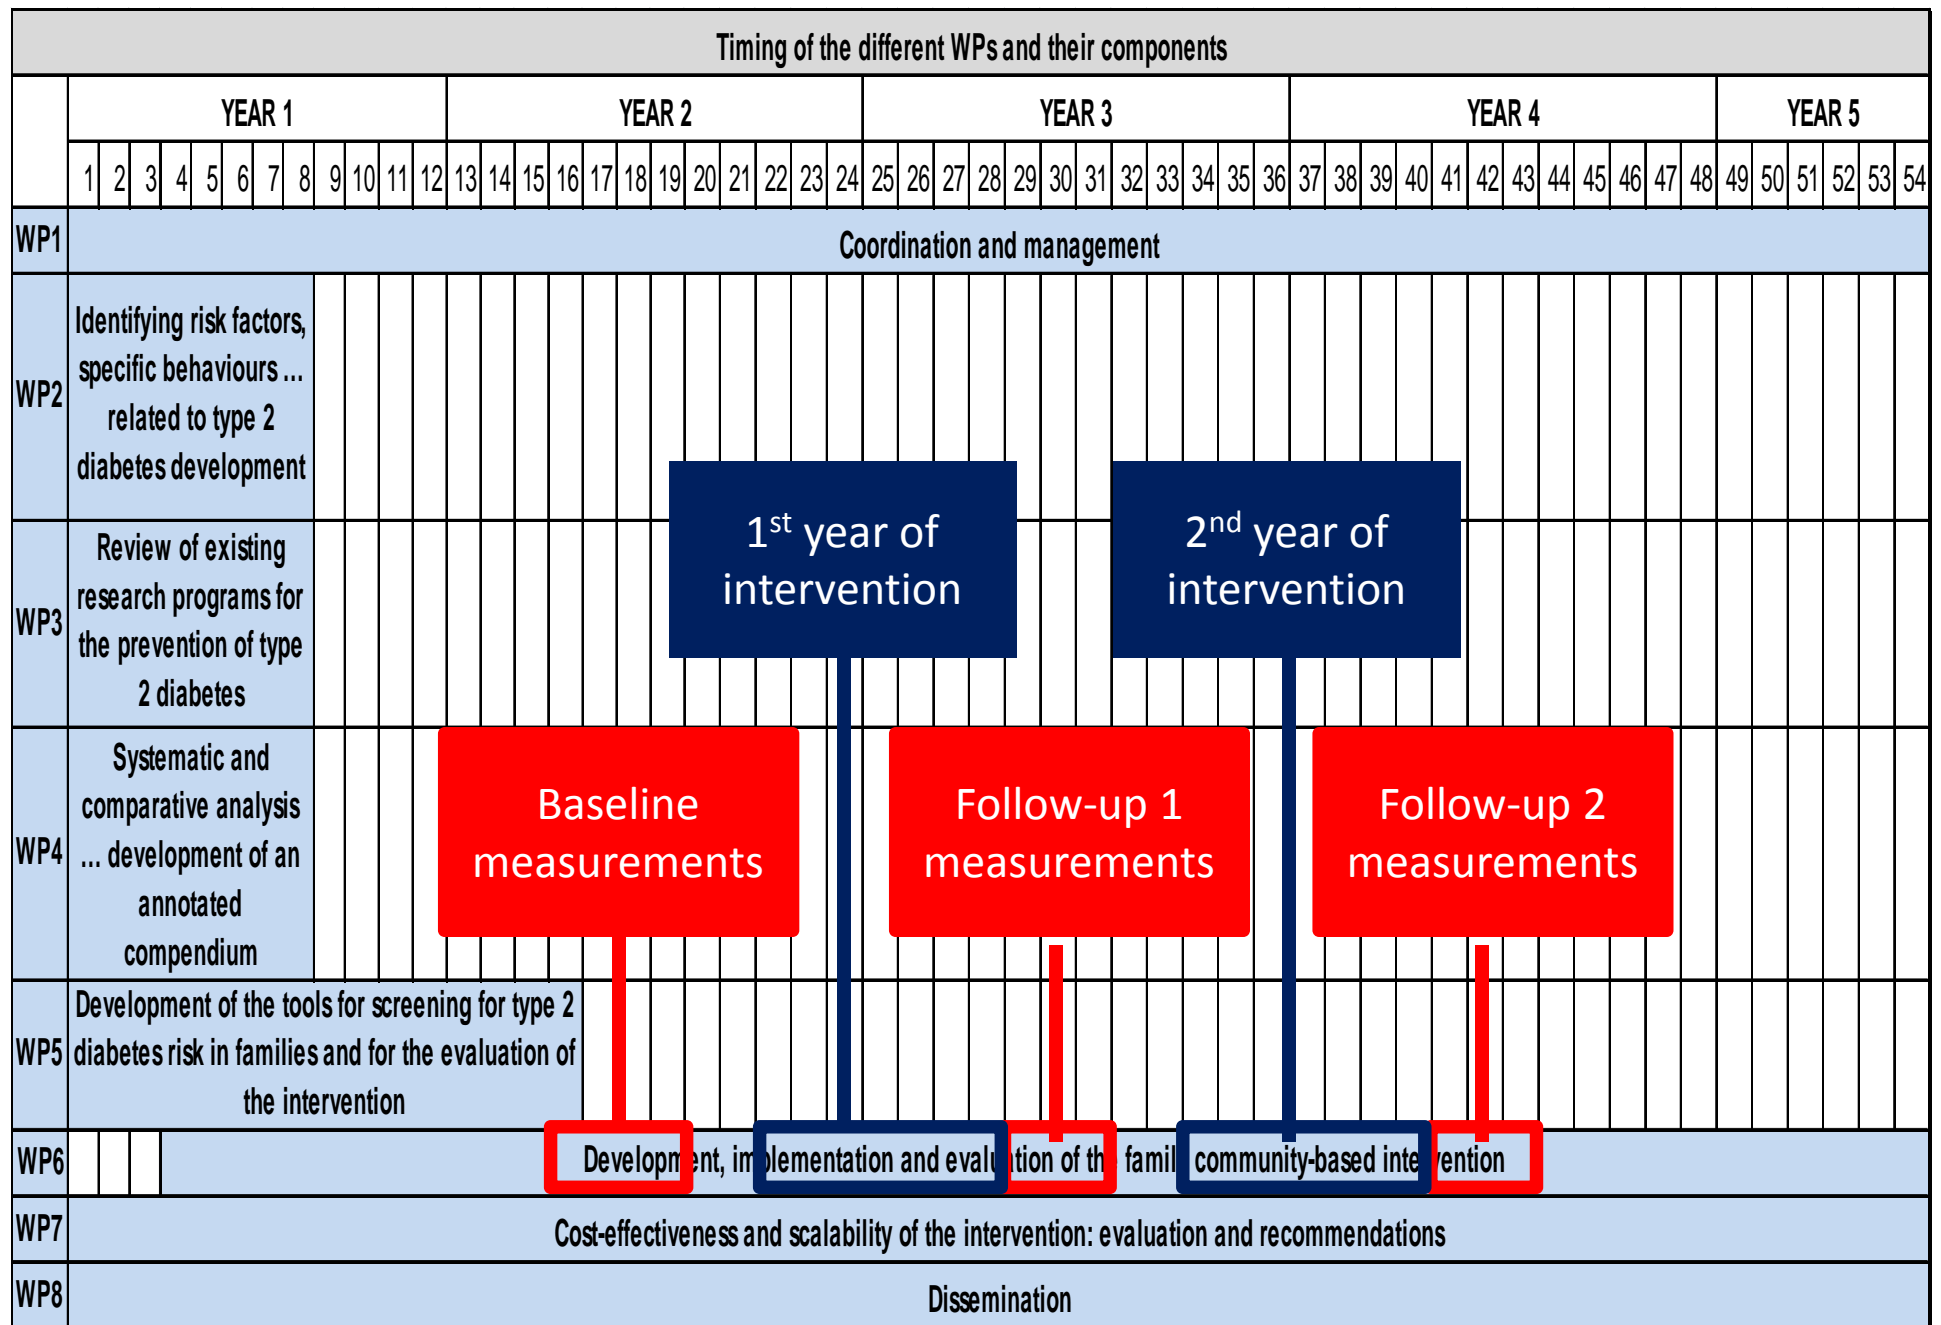 Timing of the different WPs and their components
YEAR 1 YEAR 2 YEAR 3 YEAR 4 YEAR 5
1 2 3 4 5 6 7 8 9 10 11 12 13 14 15 16 17 18 19 20 21 22 23 24 25 26 27 28 29 30 31 32 33 34 35 36 37 38 39 40 41 42 43 44 45 46 47 48 49 50 51 52 53 54
WP1
Coordination and management
WP2
Identifying risk factors,
specific behaviours ...
related to type 2
diabetes development
1st year of
intervention
2nd year of
intervention
WP3
Review of existing
research programs for
the prevention of type
2 diabetes
WP4
Systematic and
comparative analysis
... development of an
annotated
compendium
Baseline
measurements
Follow-up 1
measurements
Follow-up 2
measurements
WP5
Development of the tools for screening for type 2
diabetes risk in families and for the evaluation of
the intervention
WP6
Development, implementation and evaluation of the family community-based intervention
WP7
Cost-effectiveness and scalability of the intervention: evaluation and recommendations
WP8
Dissemination